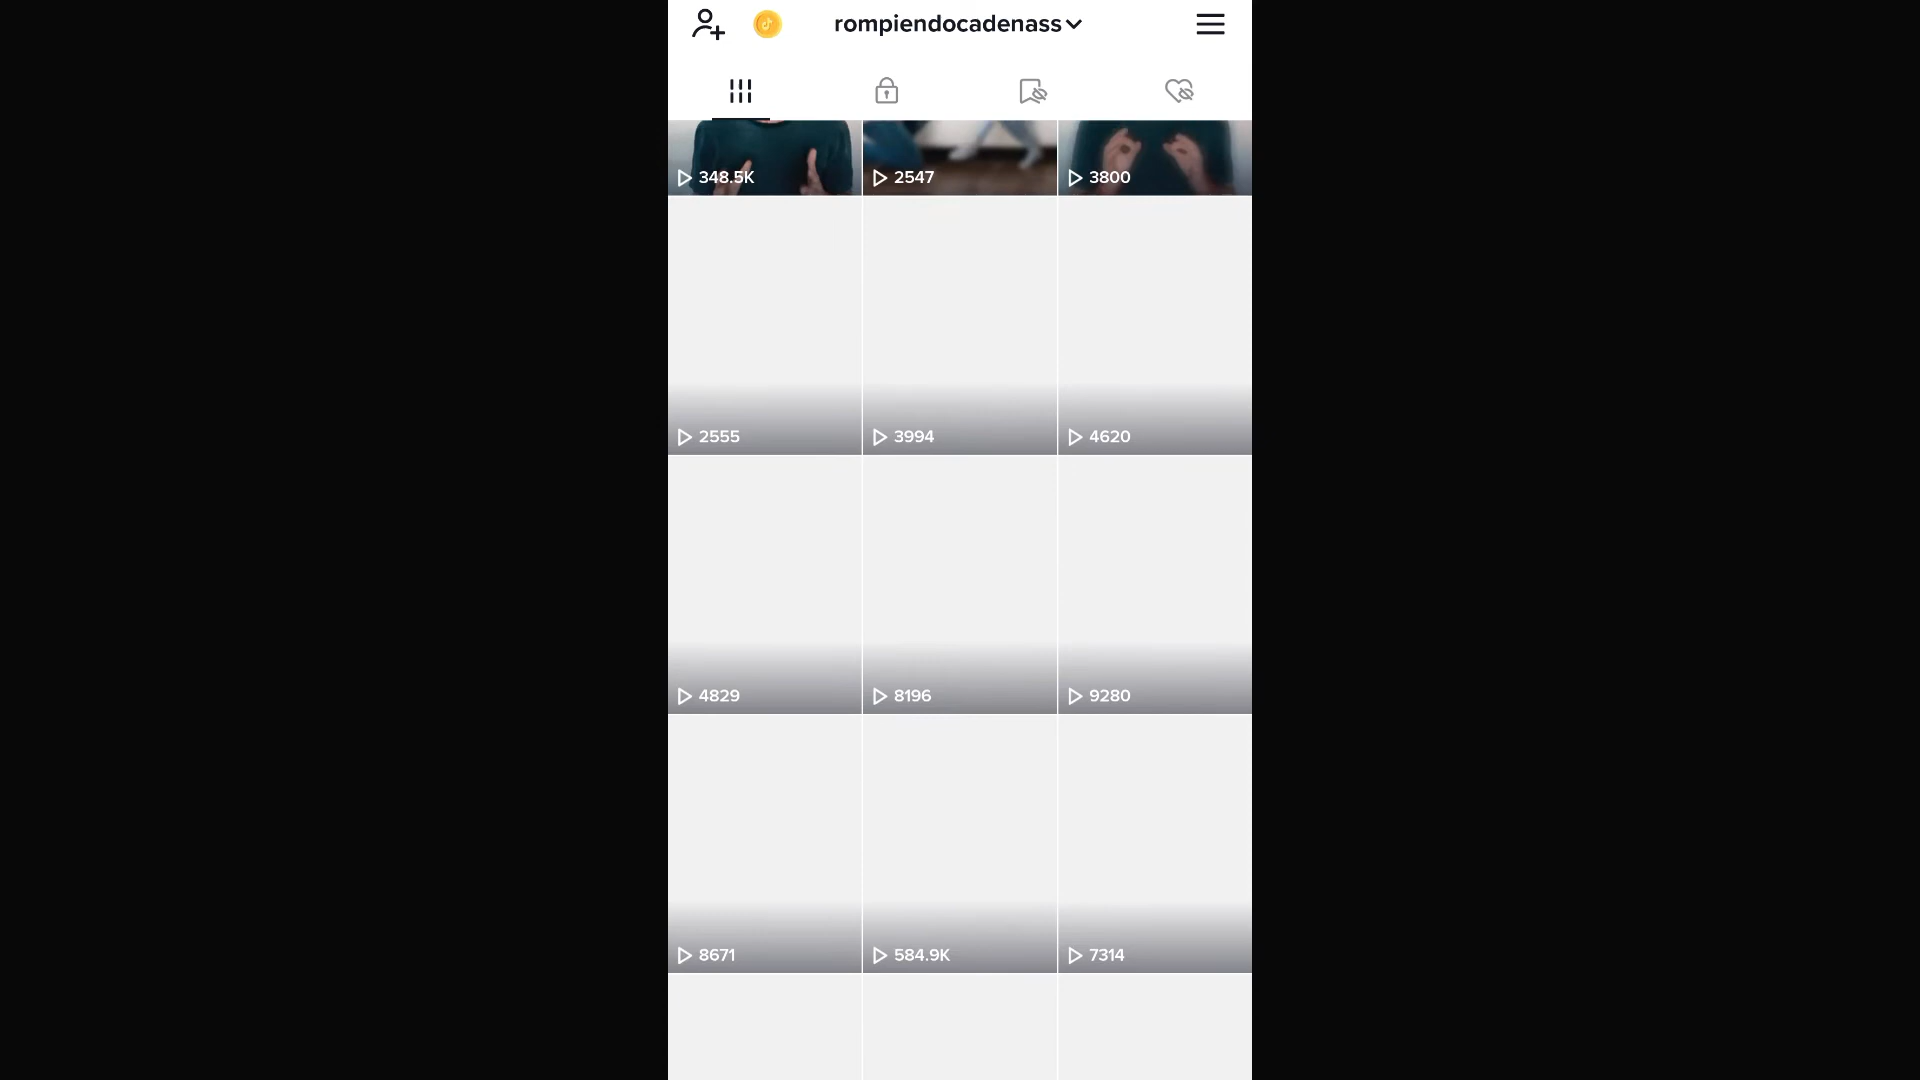 rompiendocadenass
348.5K 2547 3800
2555 3994 4620
4829 8196 9280
8671 584.9K 7314